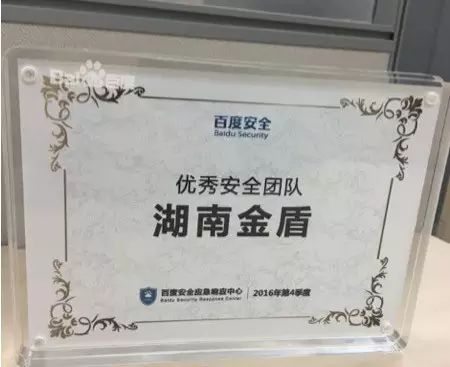 Baidu百度
百度安全
Baidu Security
优秀安全团队
湖南金盾
百度安全应急响应中心
Baidu Security Response Center
2016年第4季度